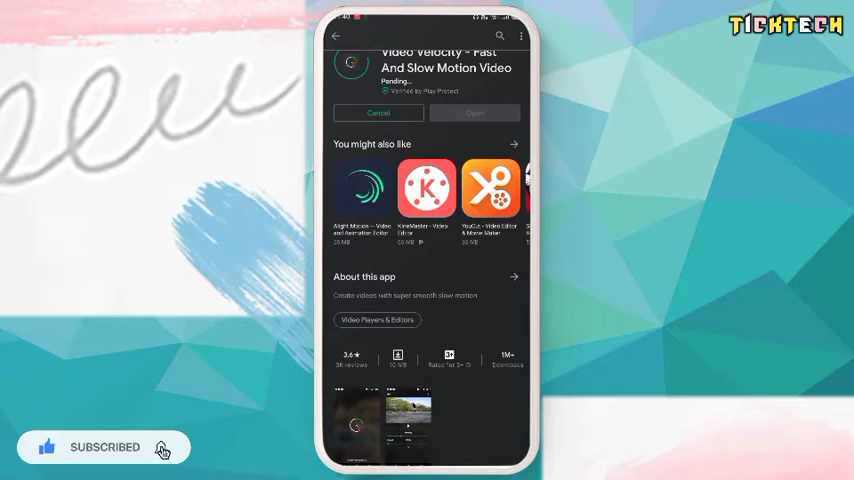 TICKTECH
Video Velocity - Fast
And Slow Motion Video
Pending...
Verified by Play Protect
Cancel
Open
You might also like
Alight Motion — Video
and Animation Editor
KineMaster - Video
Editor
YouCut - Video Editor
& Movie Maker
About this app
Create videos with super smooth slow motion
Video Players & Editors
3.6★
3K reviews
10 MB
3+
Rated for 3+
1M+
Downloads
SUBSCRIBED